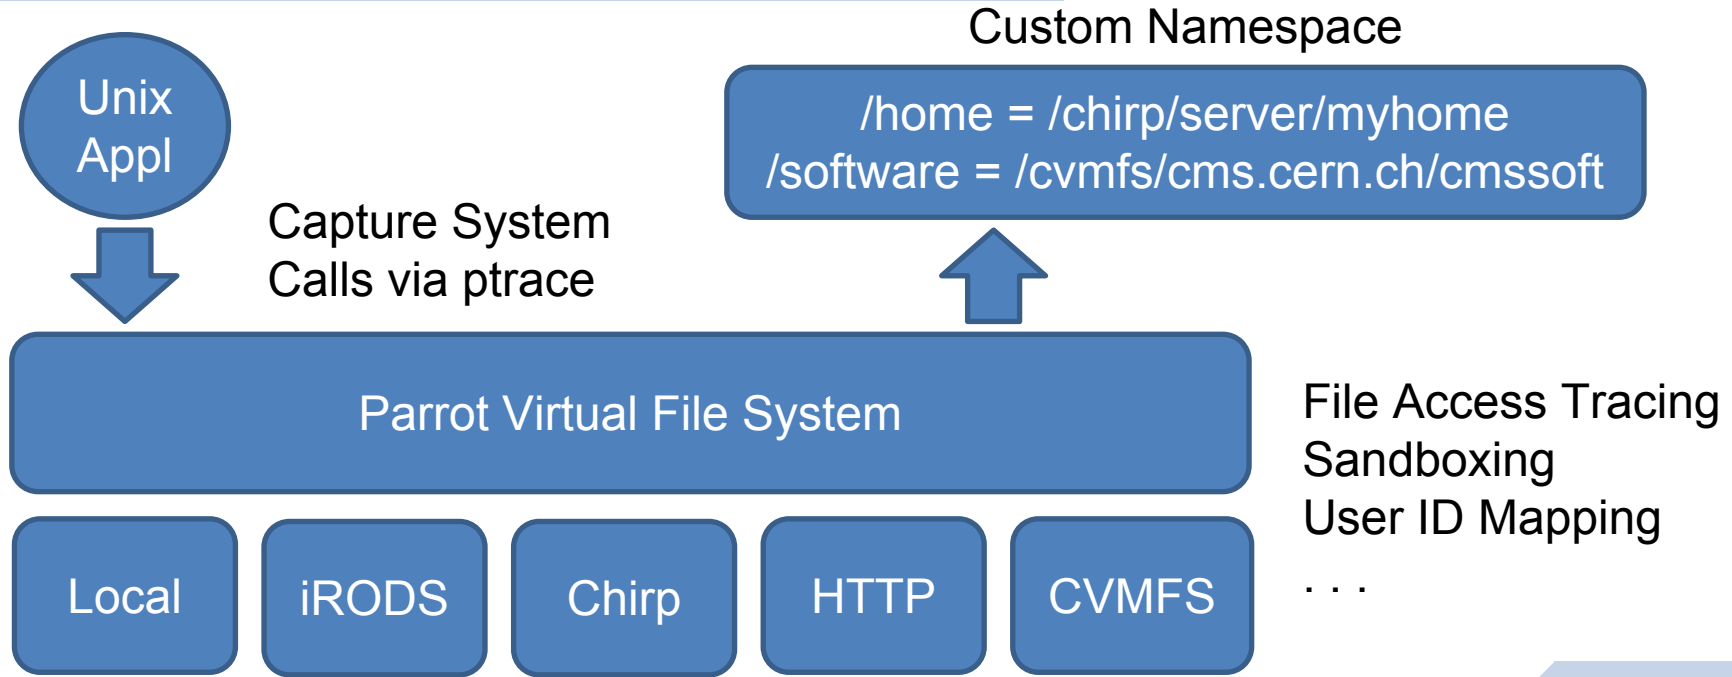 Custom Namespace
Unix
Appl
/home = /chirp/server/myhome
/software = /cvmfs/cms.cern.ch/cmssoft
Capture System
Calls via ptrace
Parrot Virtual File System
File Access Tracing
Sandboxing
User ID Mapping
. . .
Local
iRODS
Chirp
HTTP
CVMFS